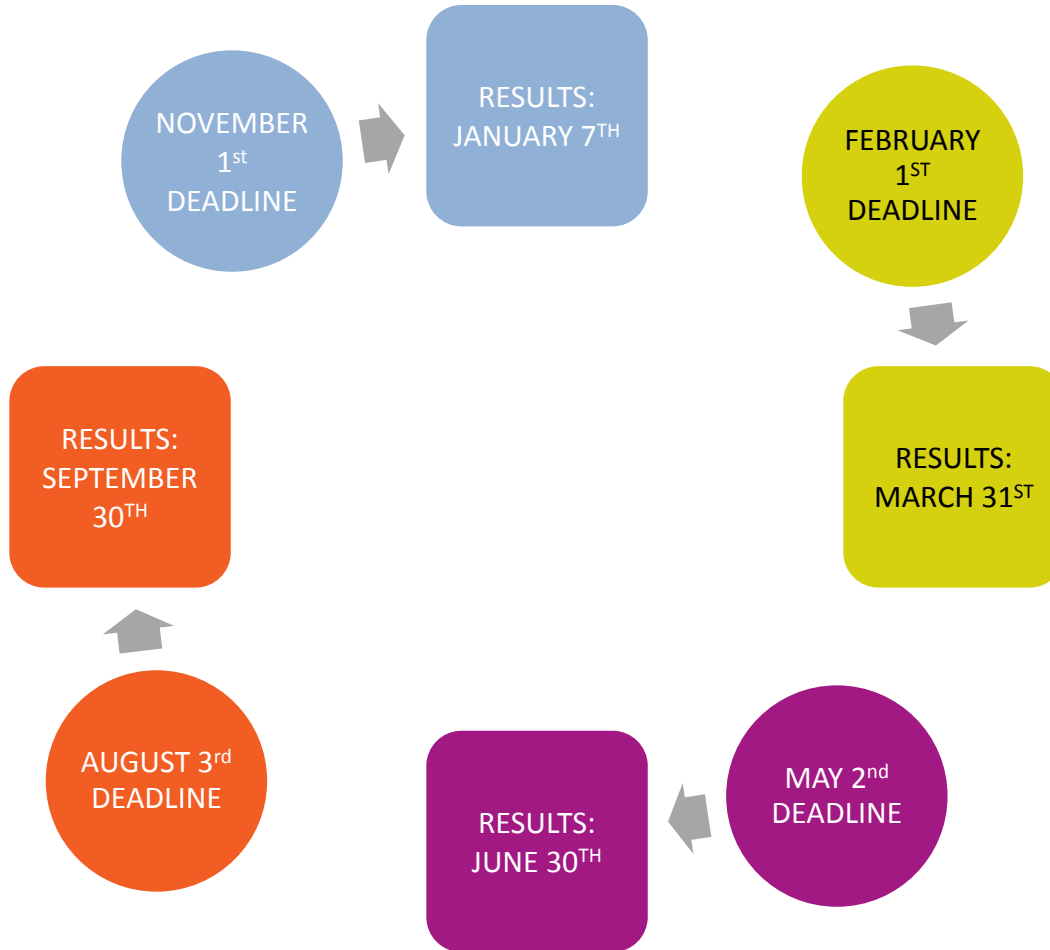 NOVEMBER
1st
DEADLINE
RESULTS:
JANUARY 7TH
FEBRUARY
1ST
DEADLINE
RESULTS:
MARCH 31ST
MAY 2nd
DEADLINE
RESULTS:
JUNE 30TH
AUGUST 3rd
DEADLINE
RESULTS:
SEPTEMBER
30TH